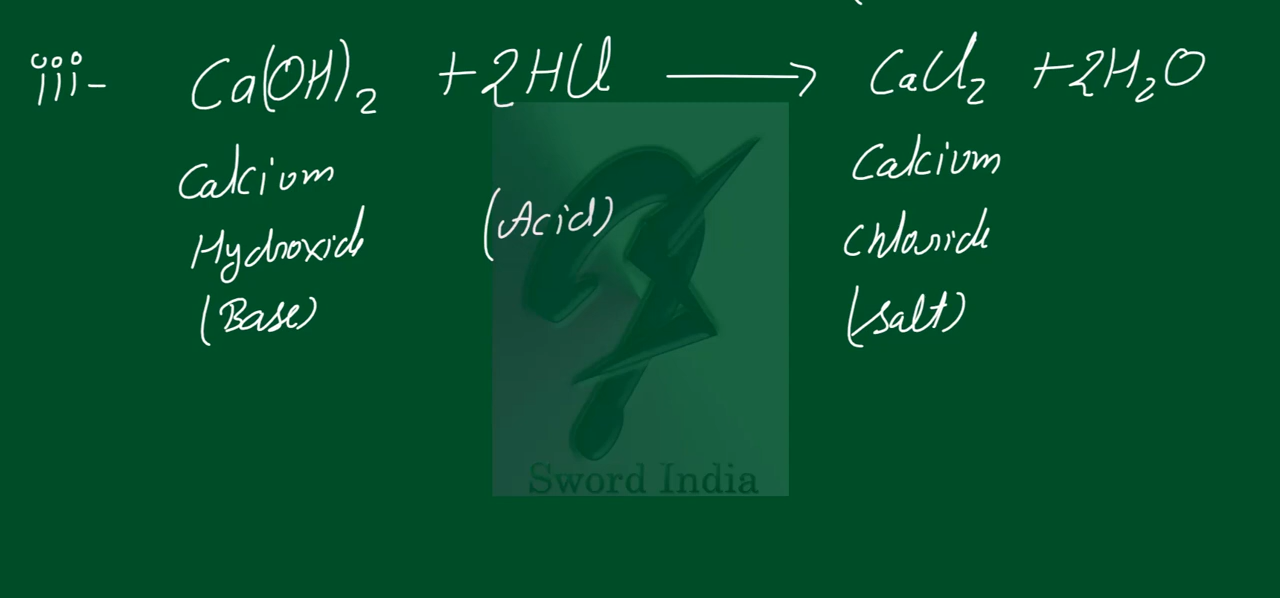 iii- Ca(OH)₂ +2HCl ⟶ CaCl₂ +2H₂O
Calcium Calcium
Hydroxide (Acid) Chloride
(Base) (Salt)
Sword India